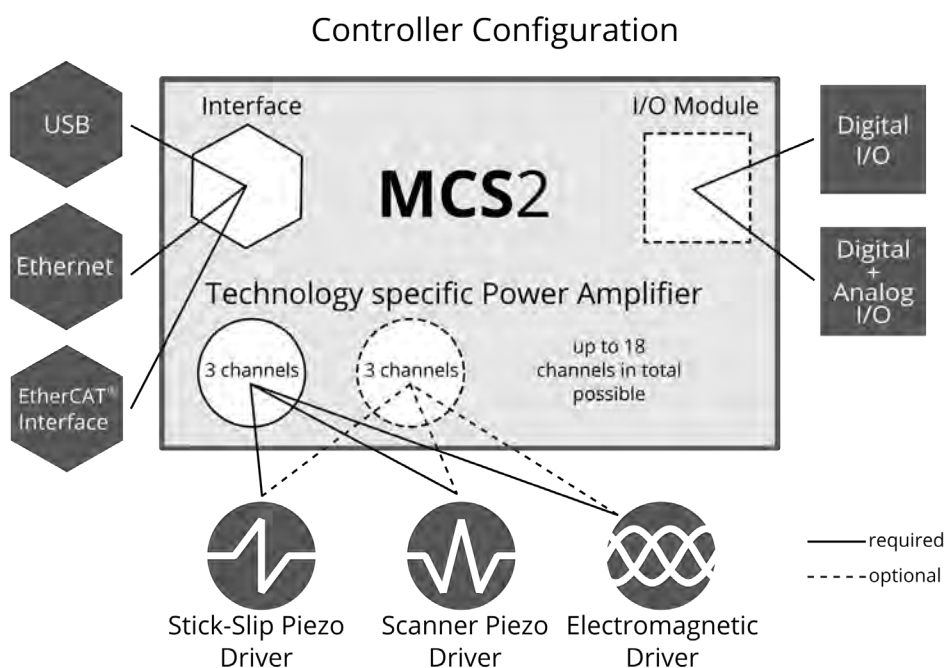 Controller Configuration
USB
Ethernet
EtherCAT®
Interface
Interface
I/O Module
MCS2
Digital
I/O
Digital
+
Analog
I/O
Technology specific Power Amplifier
3 channels
3 channels
up to 18
channels in total
possible
required
optional
Stick-Slip Piezo
Driver
Scanner Piezo
Driver
Electromagnetic
Driver